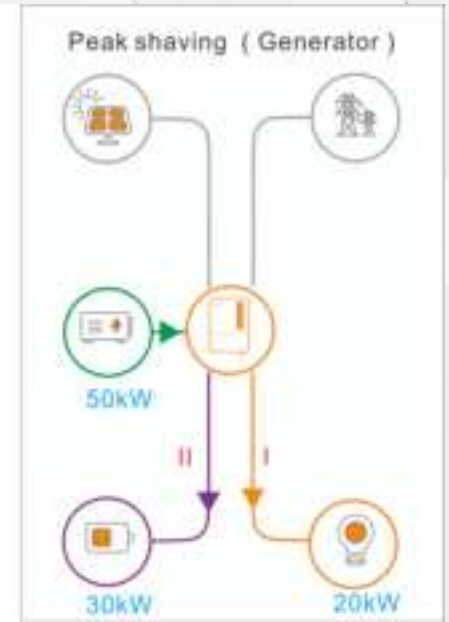 Peak shaving ( Generator )
50kW
II
I
30kW
20kW